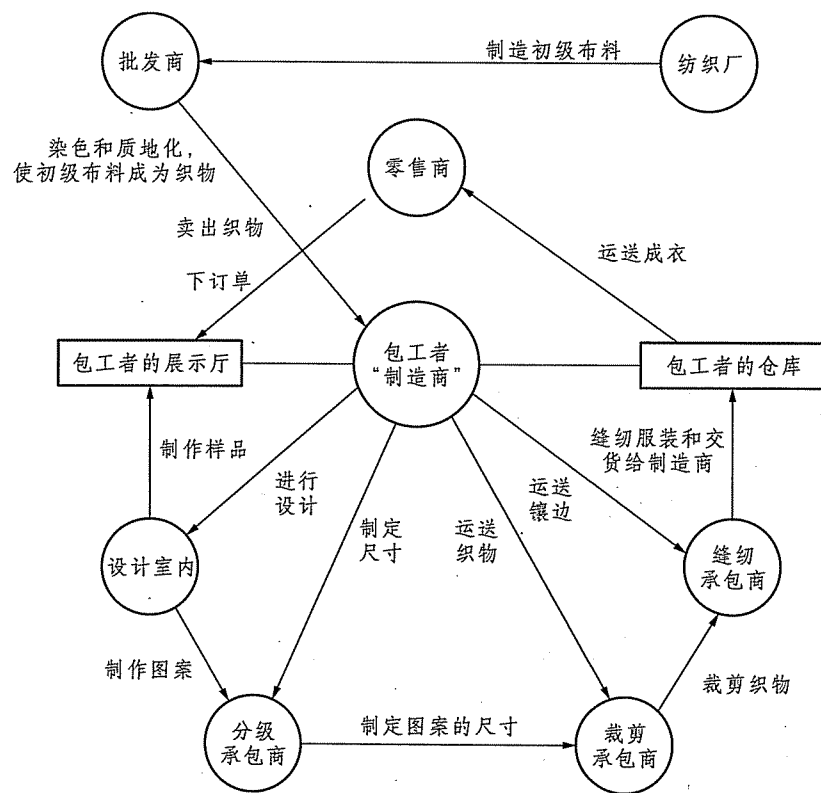 批发商
制造初级布料
纺织厂
染色和质地化，
使初级布料成为织物
零售商
卖出织物
运送成衣
下订单
包工者的展示厅
包工者
“制造商”
包工者的仓库
制作样品
进行
设计
制定
尺寸
运送
织物
运送
镶边
缝纫服装和交
货给制造商
设计室内
缝纫
承包商
制作图案
裁剪织物
分级
承包商
制定图案的尺寸
裁剪
承包商